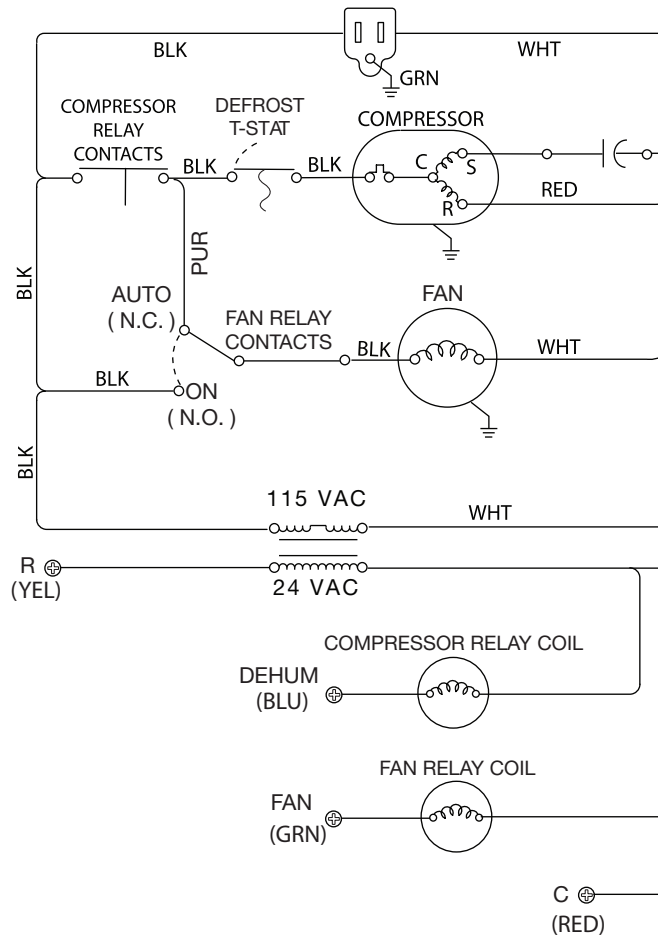 BLK
WHT
GRN
COMPRESSOR
RELAY
CONTACTS
DEFROST
T-STAT
COMPRESSOR
BLK
BLK
C
S
R
RED
BLK
PUR
AUTO
( N.C. )
FAN RELAY
CONTACTS
FAN
BLK
WHT
BLK
ON
( N.O. )
BLK
115 VAC
WHT
R
(YEL)
24 VAC
COMPRESSOR RELAY COIL
DEHUM
(BLU)
FAN RELAY COIL
FAN
(GRN)
C
(RED)